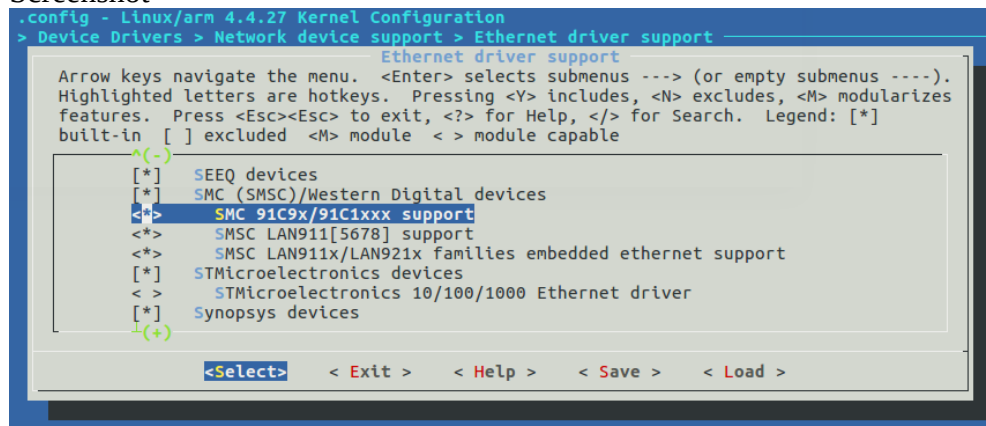 Screenshot
.config - Linux/arm 4.4.27 Kernel Configuration
> Device Drivers > Network device support > Ethernet driver support
Ethernet driver support
Arrow keys navigate the menu.  <Enter> selects submenus ---> (or empty submenus ----).
Highlighted letters are hotkeys.  Pressing <Y> includes, <N> excludes, <M> modularizes
features.  Press <Esc><Esc> to exit, <?> for Help, </> for Search.  Legend: [*]
built-in  [ ] excluded  <M> module  < > module capable
^(-)
[*]   SEEQ devices
[*]   SMC (SMSC)/Western Digital devices
<*>     SMC 91C9x/91C1xxx support
<*>     SMSC LAN911[5678] support
<*>     SMSC LAN911x/LAN921x families embedded ethernet support
[*]   STMicroelectronics devices
< >     STMicroelectronics 10/100/1000 Ethernet driver
[*]   Synopsys devices
(+)
<Select>    < Exit >    < Help >    < Save >    < Load >